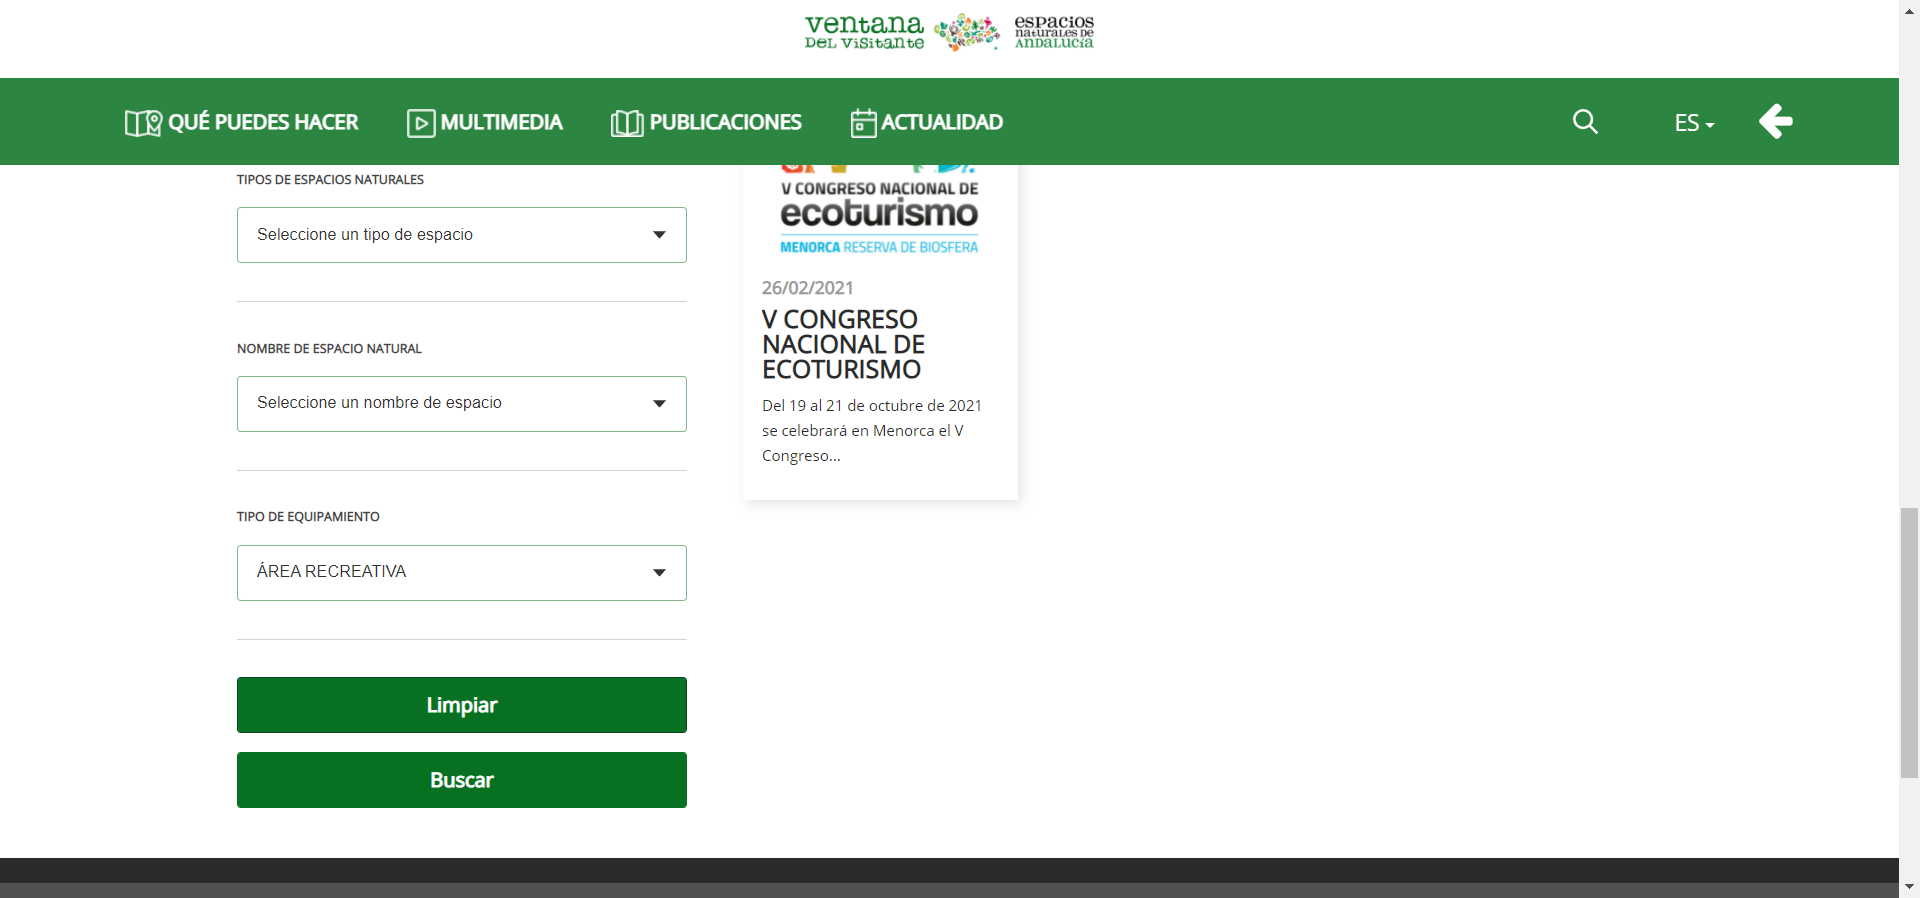 ventana
DEL VISITANTE
espacios
naturales de
ANDALUCÍA
QUÉ PUEDES HACER
MULTIMEDIA
PUBLICACIONES
ACTUALIDAD
ES
TIPOS DE ESPACIOS NATURALES
Seleccione un tipo de espacio
NOMBRE DE ESPACIO NATURAL
Seleccione un nombre de espacio
TIPO DE EQUIPAMIENTO
ÁREA RECREATIVA
Limpiar
Buscar
V CONGRESO NACIONAL DE
ecoturismo
MENORCA RESERVA DE BIOSFERA
26/02/2021
V CONGRESO
NACIONAL DE
ECOTURISMO
Del 19 al 21 de octubre de 2021
se celebrará en Menorca el V
Congreso...